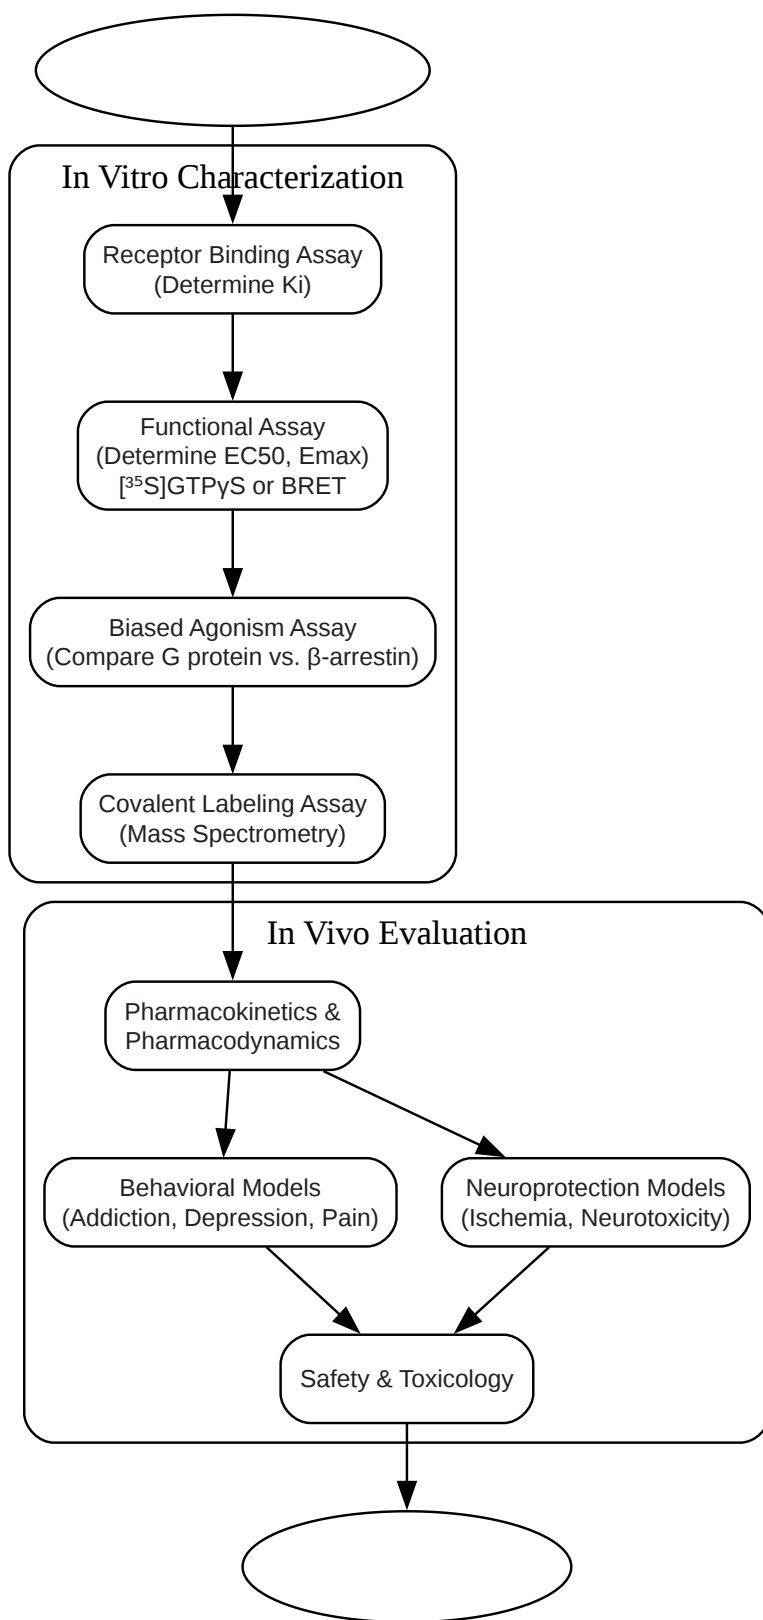 In Vitro Characterization
Receptor Binding Assay
(Determine Ki)
Functional Assay
(Determine EC50, Emax)
[³⁵S]GTPγS or BRET
Biased Agonism Assay
(Compare G protein vs. β-arrestin)
Covalent Labeling Assay
(Mass Spectrometry)
In Vivo Evaluation
Pharmacokinetics &
Pharmacodynamics
Behavioral Models
(Addiction, Depression, Pain)
Neuroprotection Models
(Ischemia, Neurotoxicity)
Safety & Toxicology